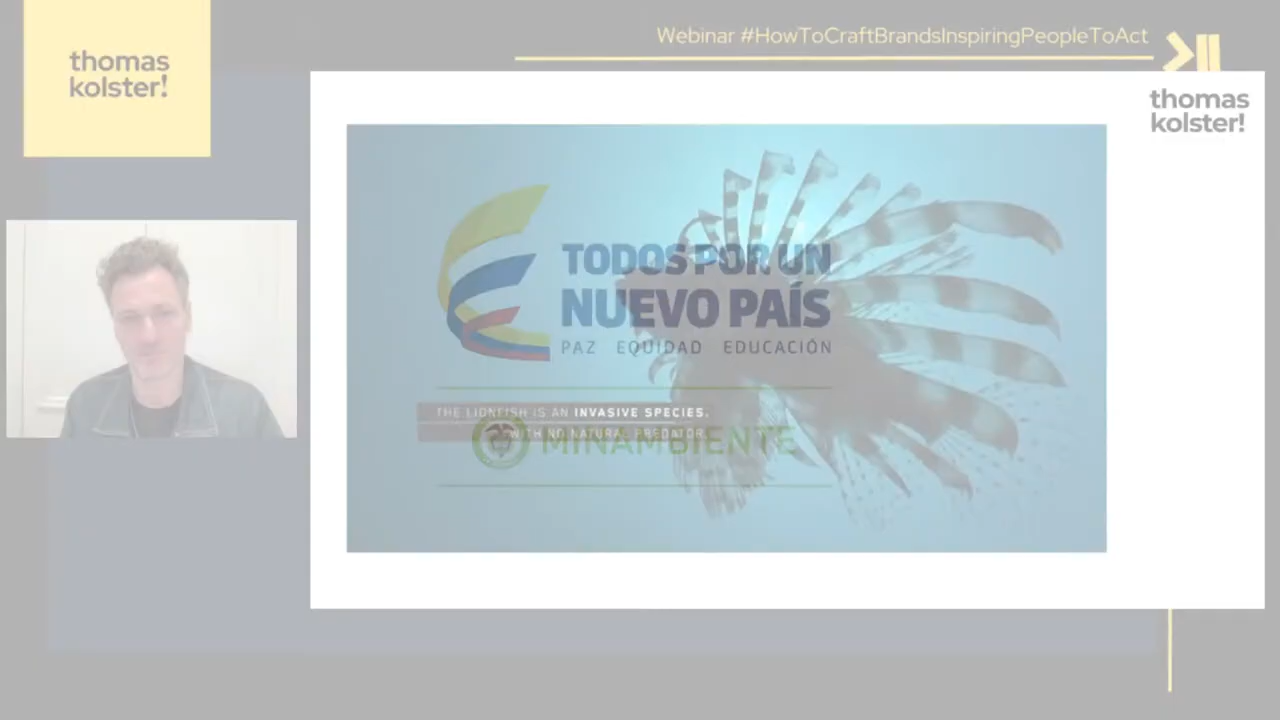 Webinar #HowToCraftBrandsInspiringPeopleToAct
thomas
kolster!
thomas
kolster!
TODOS POR UN
NUEVO PAÍS
PAZ EQUIDAD EDUCACIÓN
THE LIONFISH IS AN INVASIVE SPECIES.
WITH NO NATURAL PREDATOR.
MINAMBIENTE